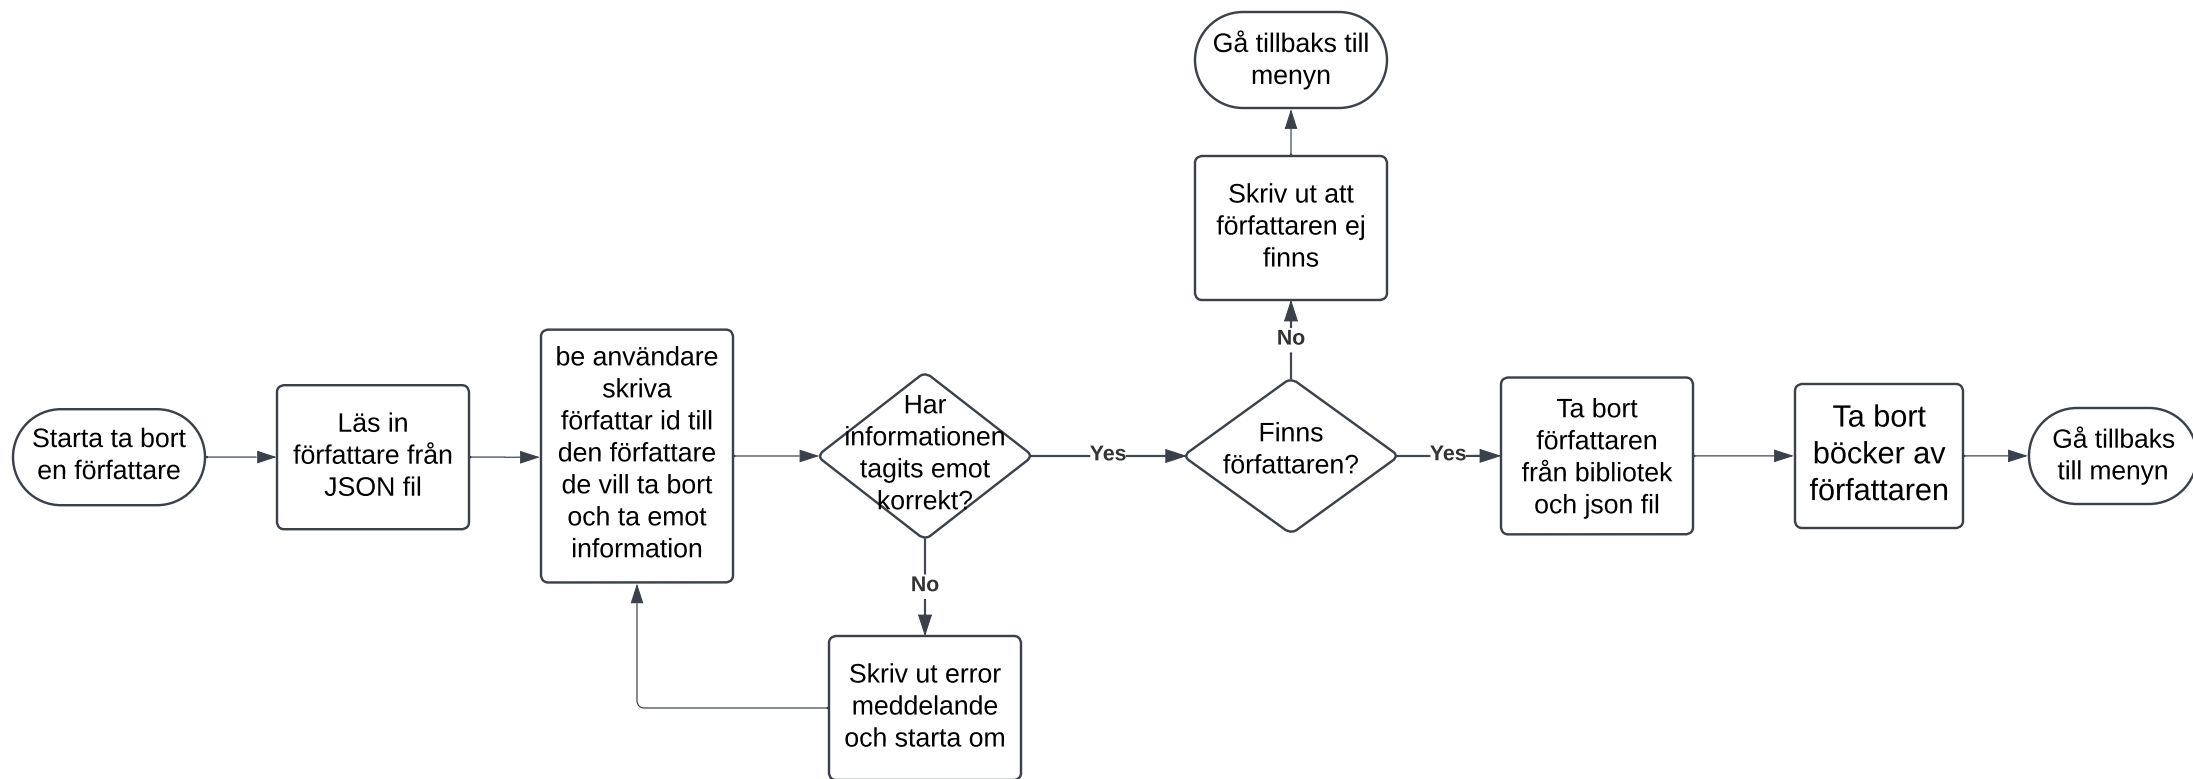 Gå tillbaks till
menyn
Skriv ut att
författaren ej
finns
No
Starta ta bort
en författare
Läs in
författare från
JSON fil
be användare
skriva
författar id till
den författare
de vill ta bort
och ta emot
information
Har
informationen
tagits emot
korrekt?
Yes
Finns
författaren?
Yes
Ta bort
författaren
från bibliotek
och json fil
Ta bort
böcker av
författaren
Gå tillbaks
till menyn
No
Skriv ut error
meddelande
och starta om